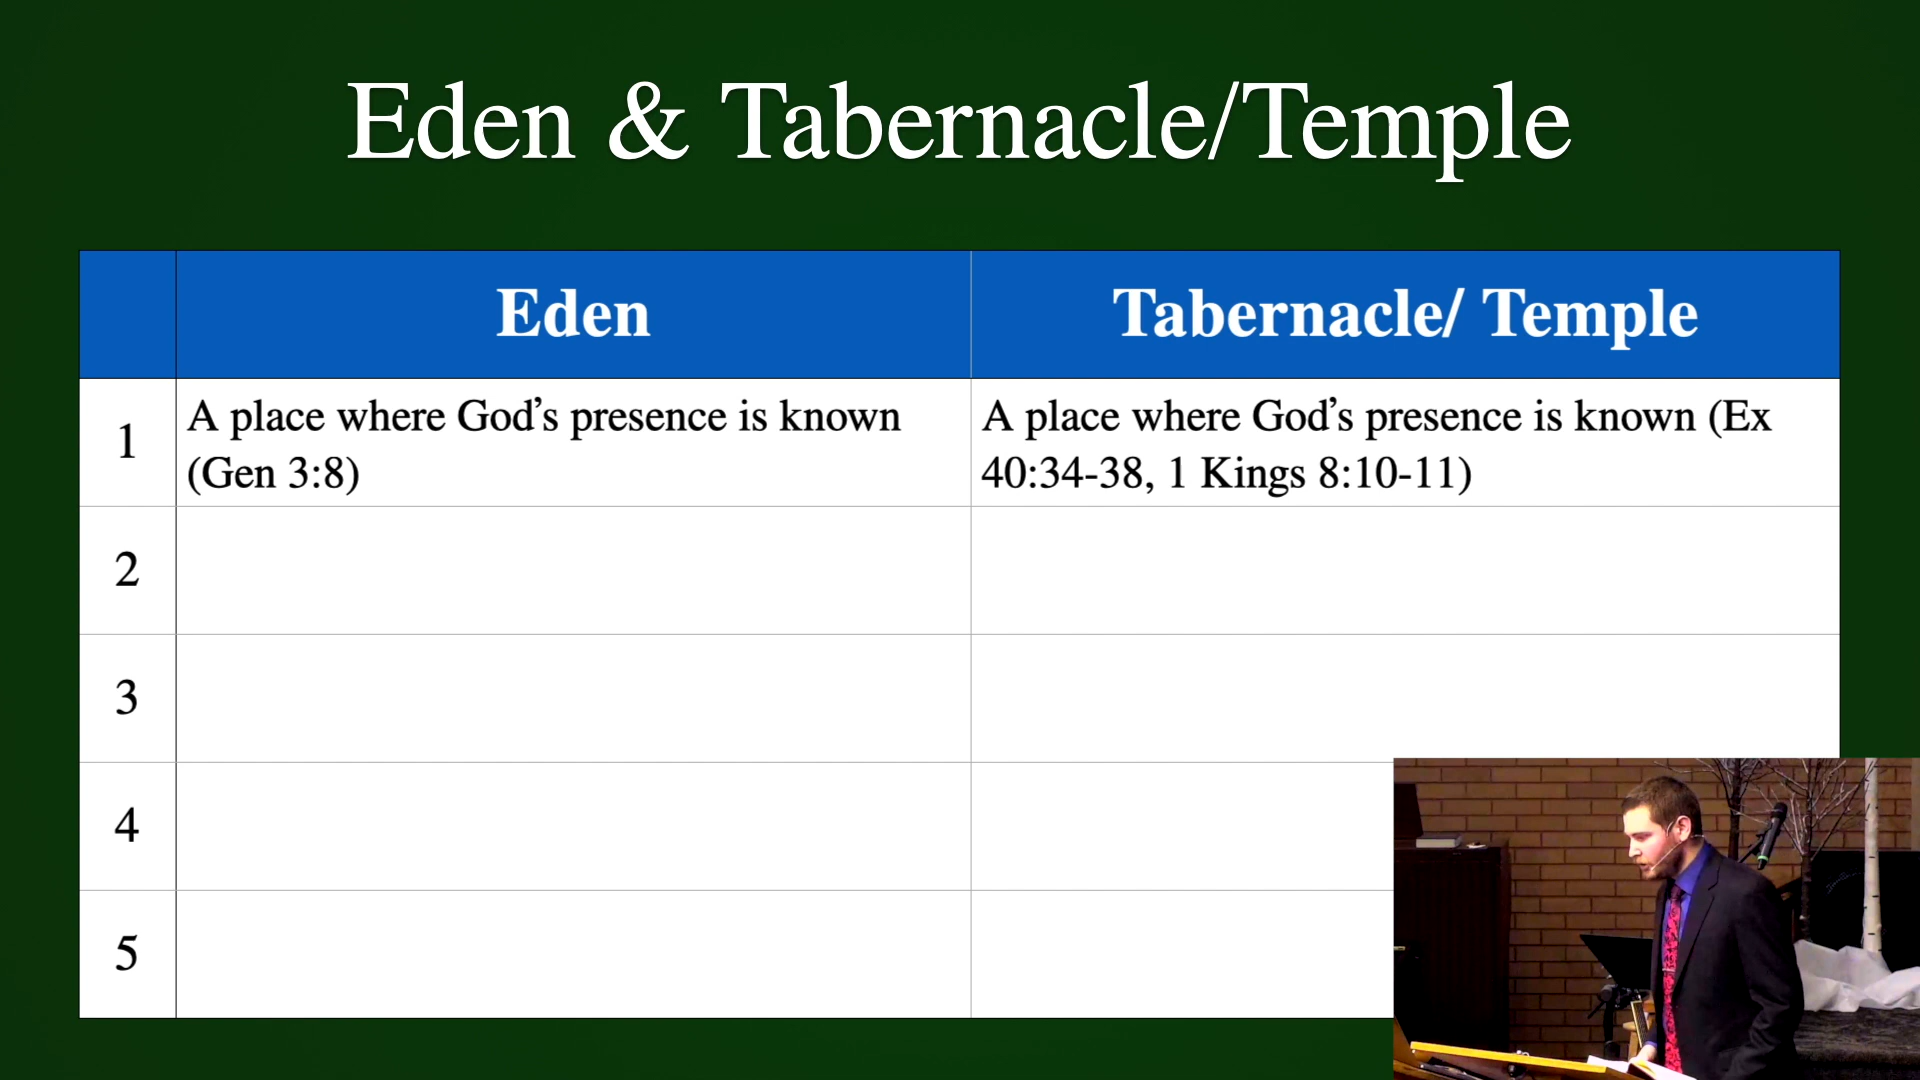 Eden & Tabernacle/Temple
Eden
Tabernacle/ Temple
1
A place where God’s presence is known
(Gen 3:8)
A place where God’s presence is known (Ex
40:34-38, 1 Kings 8:10-11)
2
3
4
5